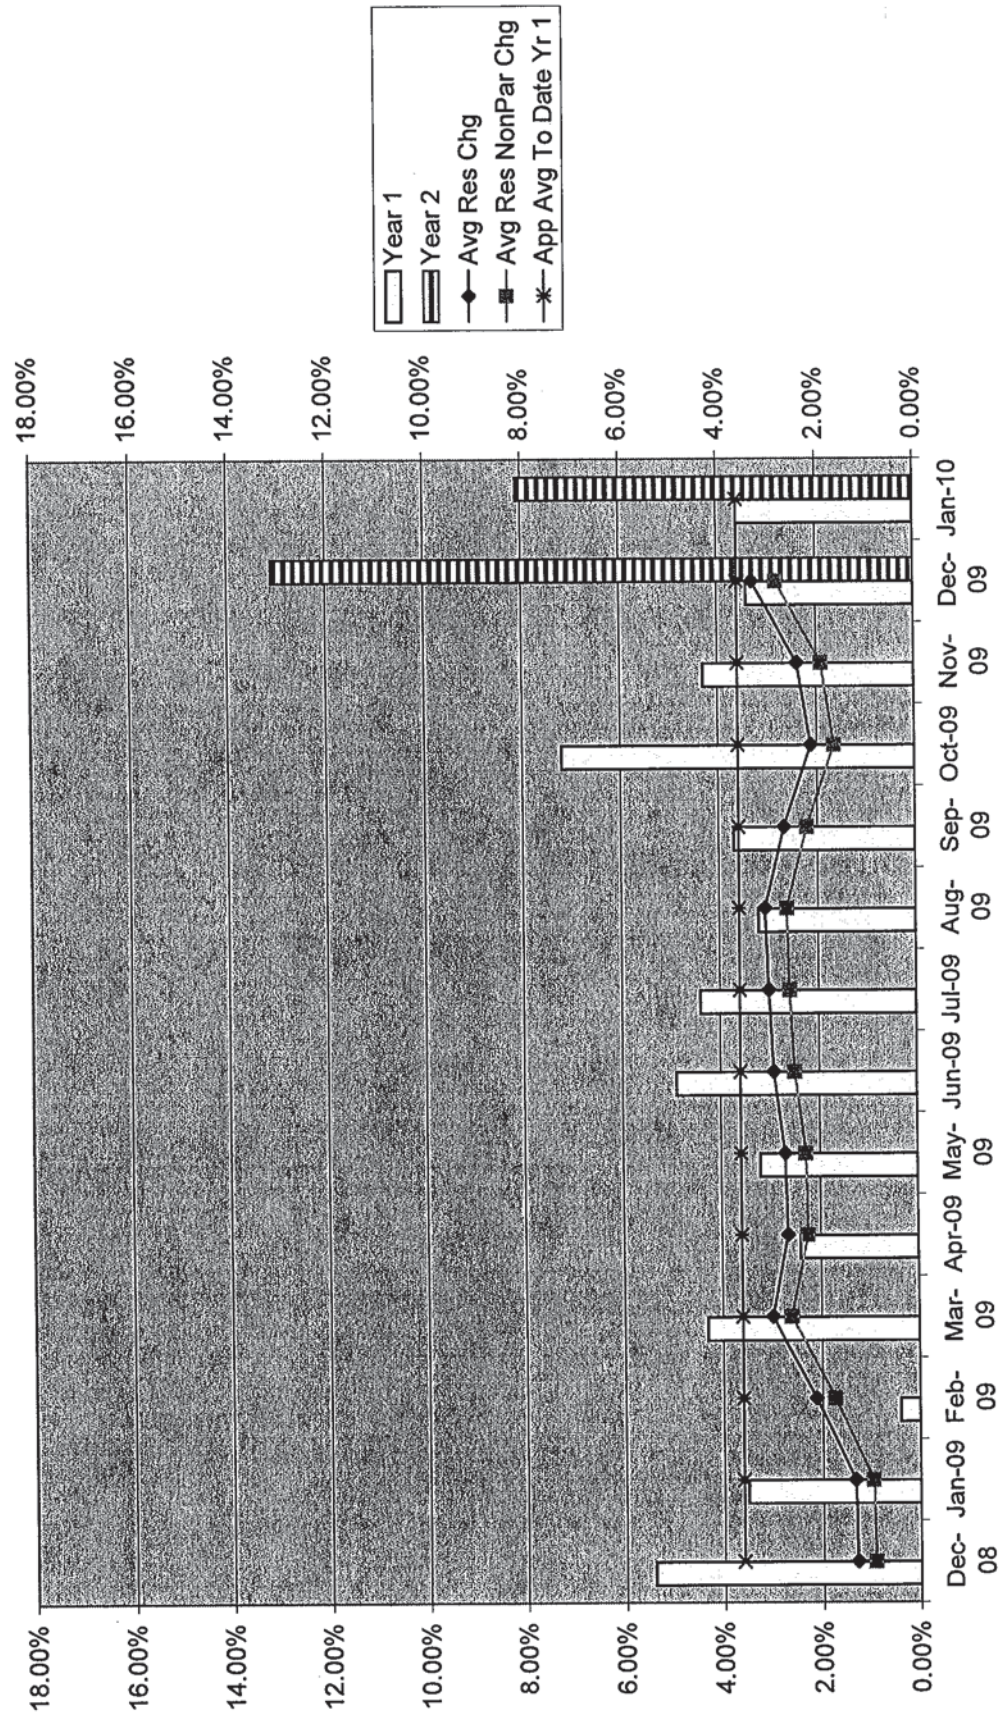 18.00%
16.00%
14.00%
12.00%
10.00%
8.00%
6.00%
4.00%
2.00%
0.00%
Dec-
08
Jan-09
Feb-
09
Mar-
09
Apr-09
May-
09
Jun-09
Jul-09
Aug-
09
Sep-
09
Oct-09
Nov-
09
Dec-
09
Jan-10
18.00%
16.00%
14.00%
12.00%
10.00%
8.00%
6.00%
4.00%
2.00%
0.00%
Year 1
Year 2
Avg Res Chg
Avg Res NonPar Chg
App Avg To Date Yr 1